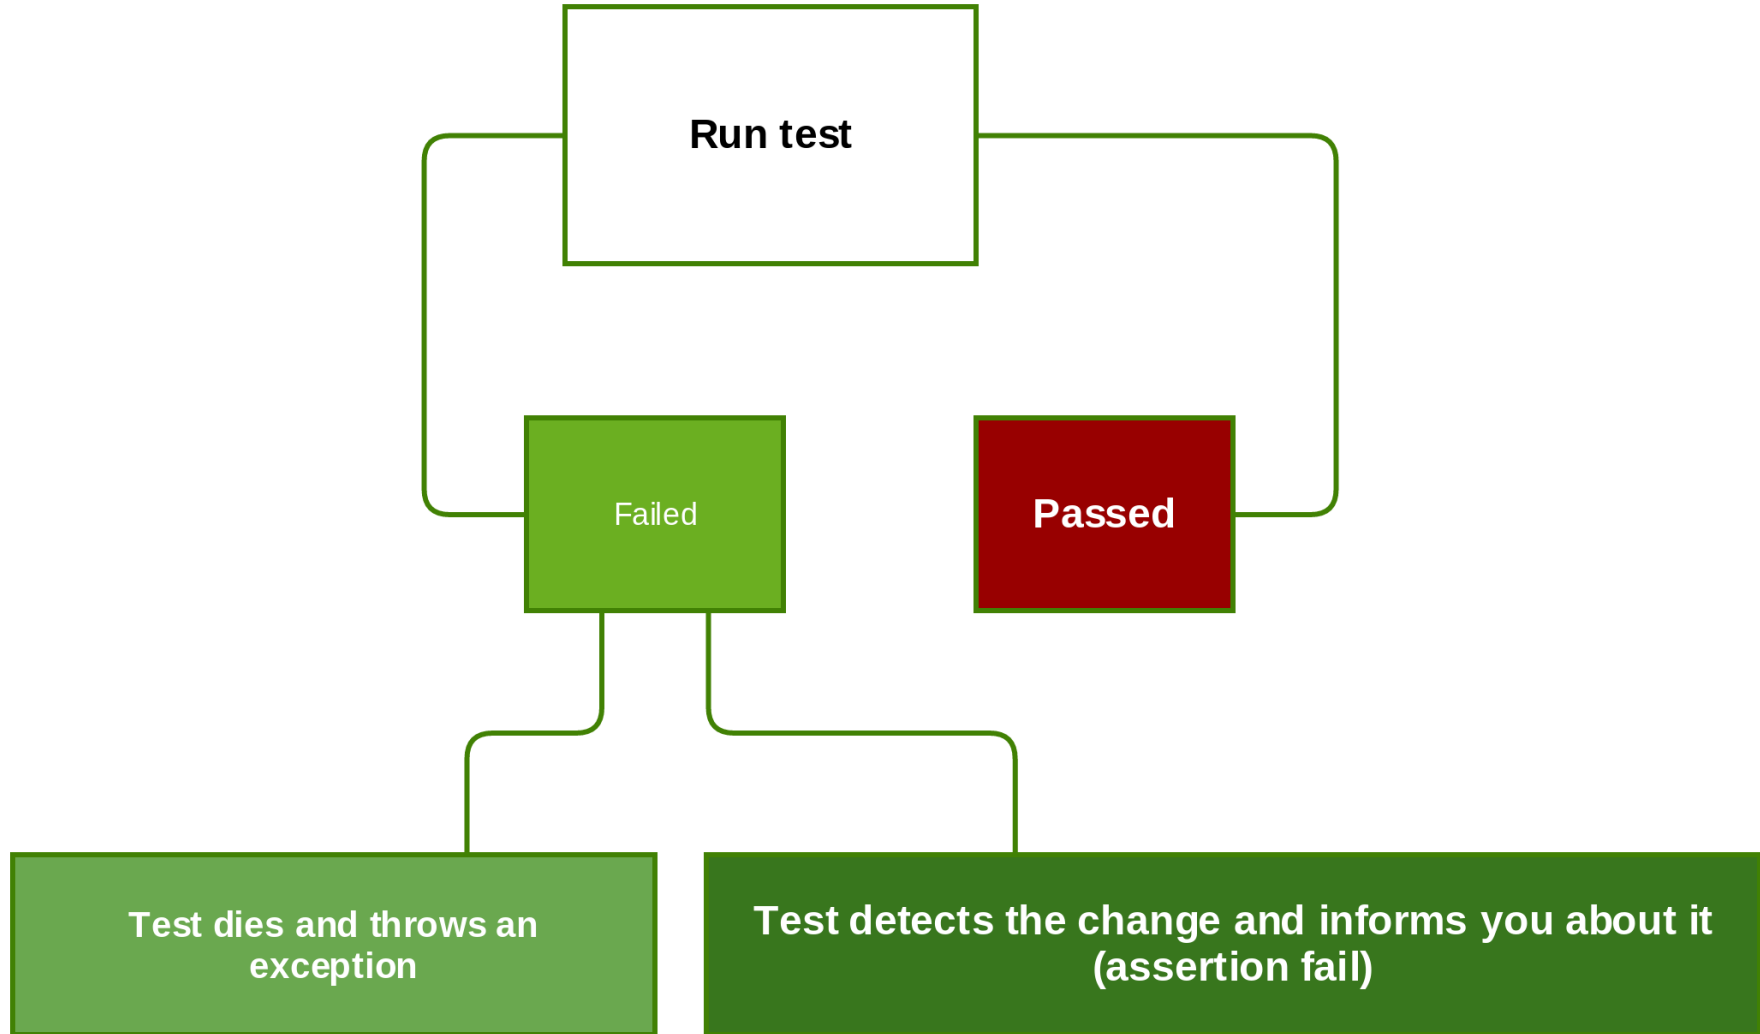 Run test
Failed
Passed
Test dies and throws an
exception
Test detects the change and informs you about it
(assertion fail)